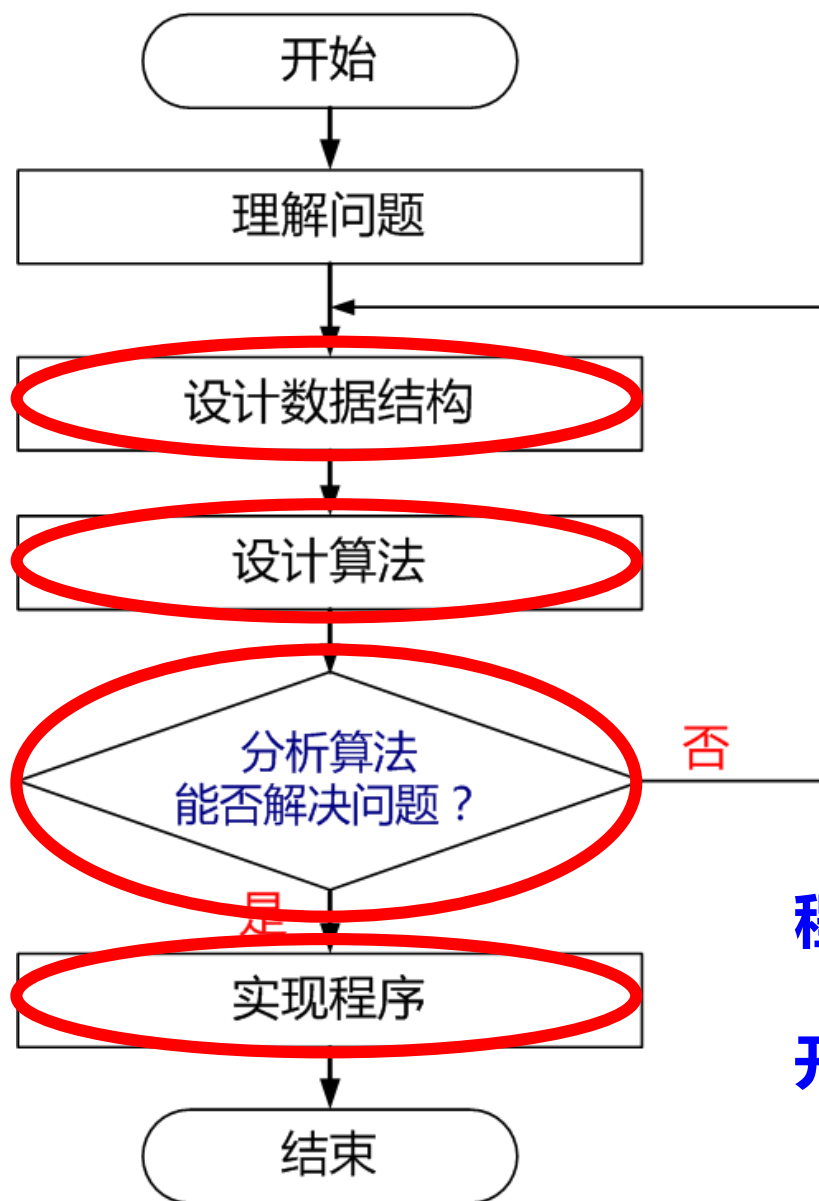 开始
理解问题
设计数据结构
设计算法
分析算法
能否解决问题？
否
是
实现程序
结束